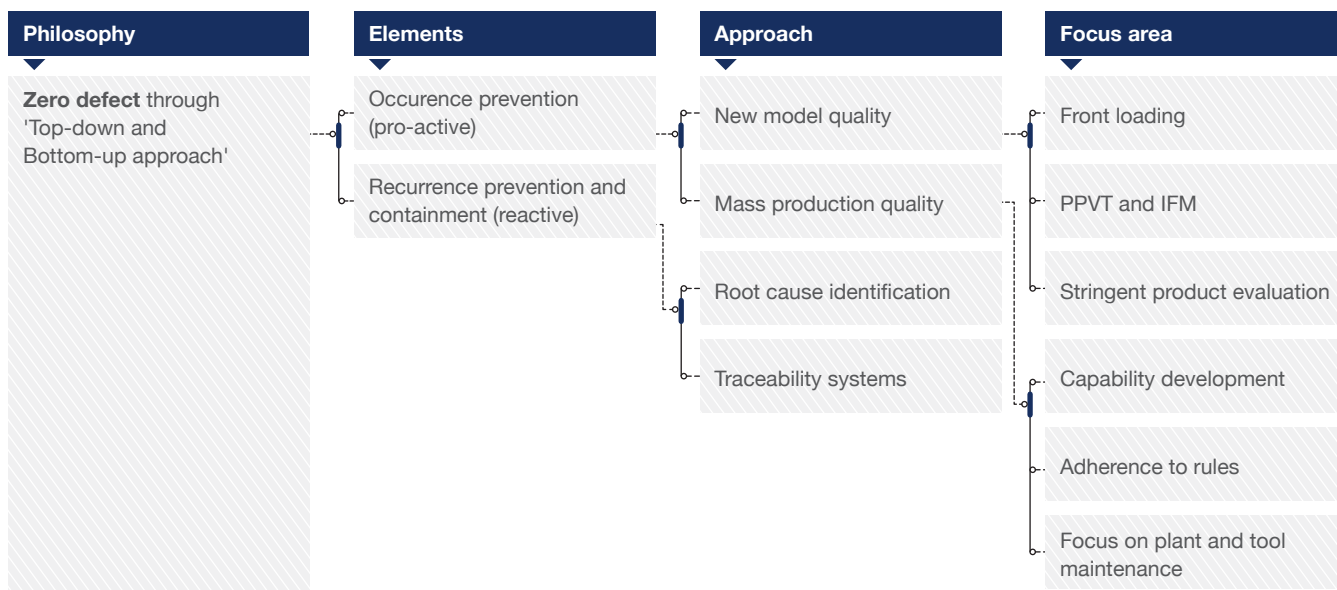 Philosophy
Zero defect through
'Top-down and
Bottom-up approach'
Elements
Occurence prevention
(pro-active)
Recurrence prevention and
containment (reactive)
Approach
New model quality
Mass production quality
Root cause identification
Traceability systems
Focus area
Front loading
PPVT and IFM
Stringent product evaluation
Capability development
Adherence to rules
Focus on plant and tool
maintenance